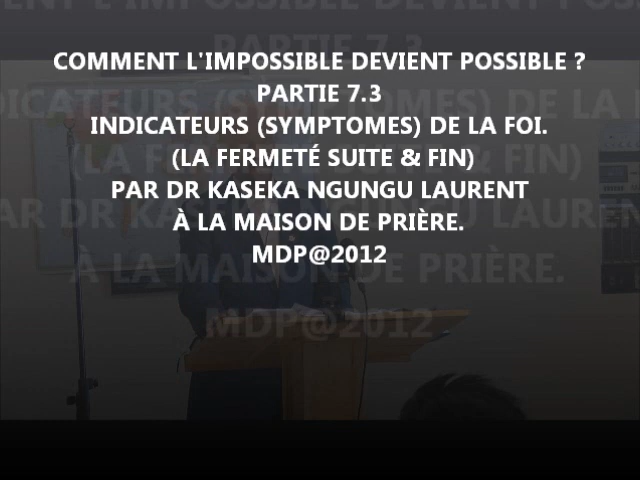 COMMENT L'IMPOSSIBLE DEVIENT POSSIBLE ?
PARTIE 7.3
INDICATEURS (SYMPTOMES) DE LA FOI.
(LA FERMETÉ SUITE & FIN)
PAR DR KASEKA NGUNGU LAURENT
À LA MAISON DE PRIÈRE.
MDP@2012